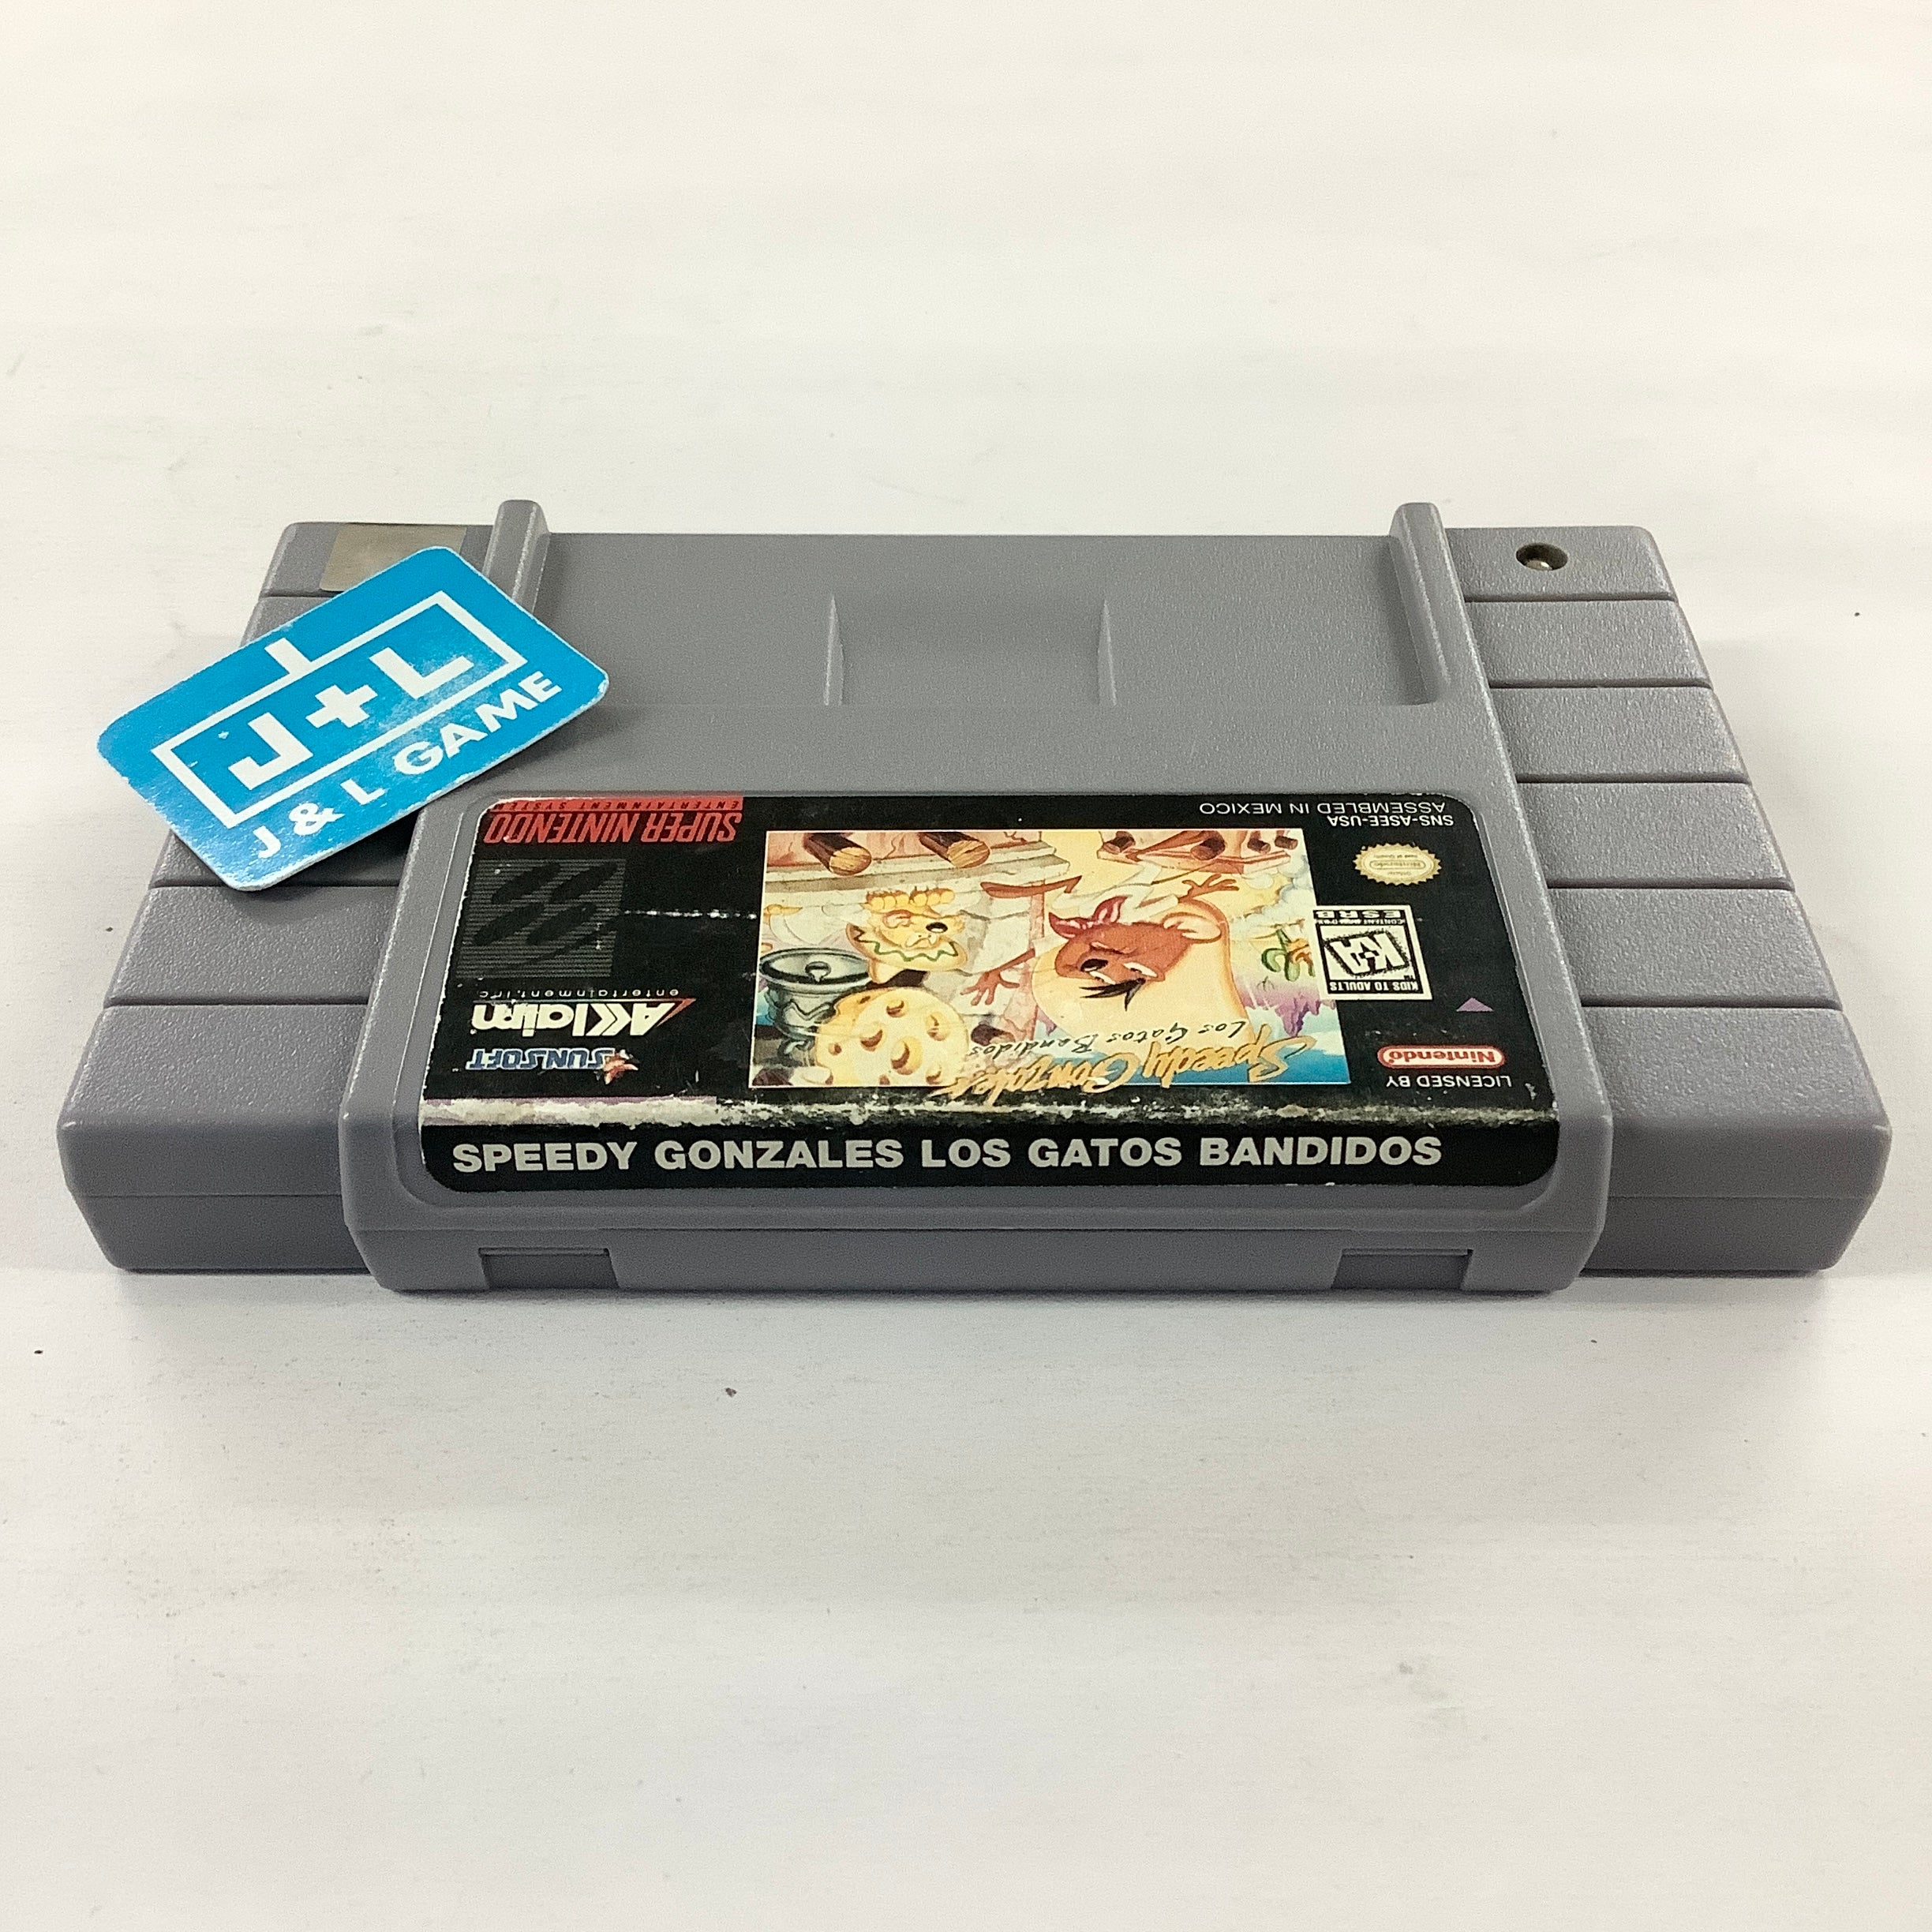 J+L
J & L GAME
SPEEDY GONZALES LOS GATOS BANDIDOS
LICENSED BY
Nintendo
KIDS TO ADULTS
K-A
ESRB
SNS-ASEE-USA
ASSEMBLED IN MEXICO
Speedy Gonzales
Los Gatos Bandidos
SUNSOFT
AKlaim
entertainment, inc.
SUPER NINTENDO
ENTERTAINMENT SYSTEM